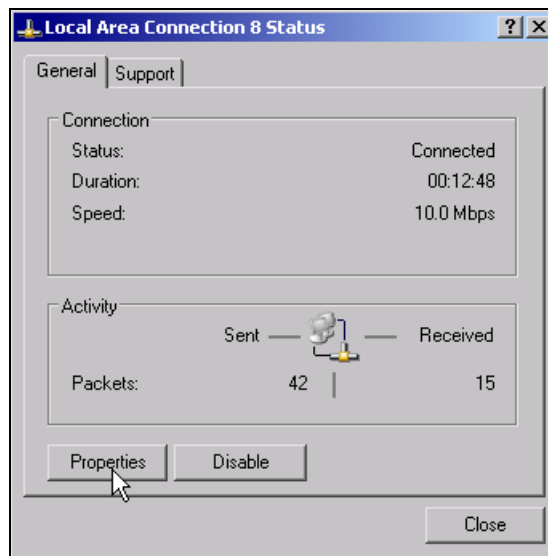 Local Area Connection 8 Status
General Support
Connection
Status: Connected
Duration: 00:12:48
Speed: 10.0 Mbps
Activity
Sent Received
Packets: 42 15
Properties Disable
Close